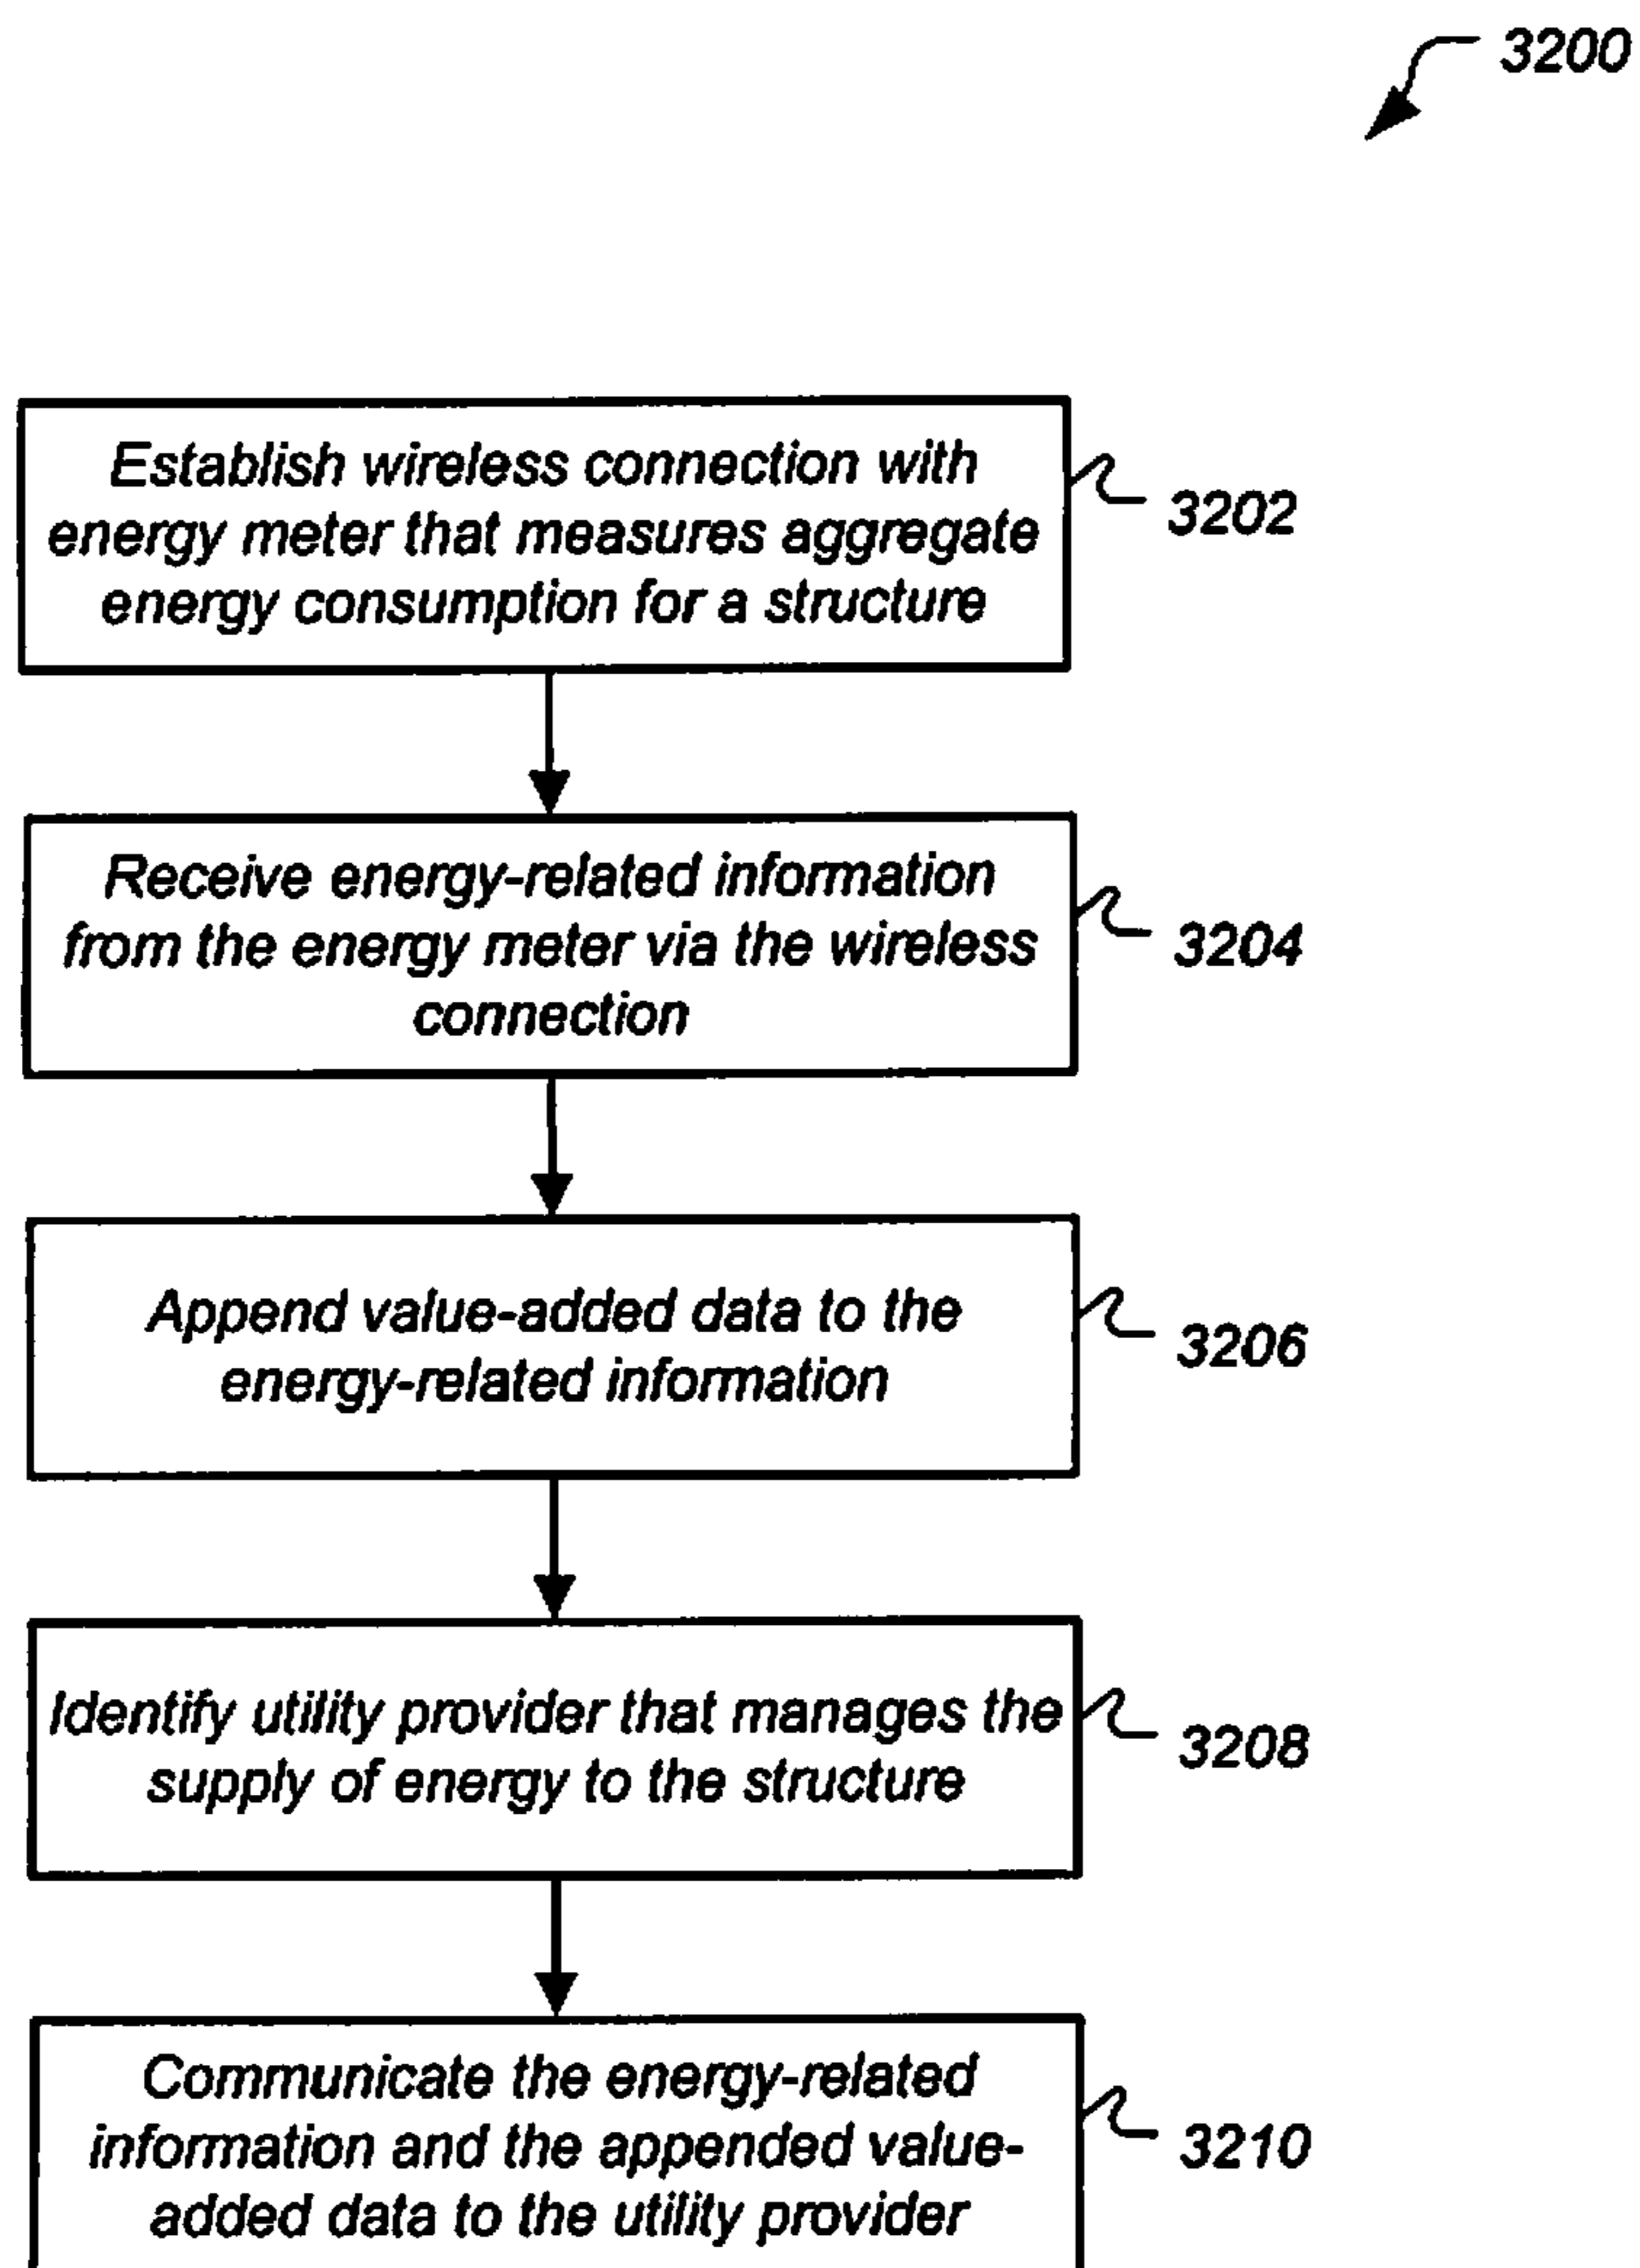 3200
Establish wireless connection with
energy meter that measures aggregate
energy consumption for a structure
3202
Receive energy-related information
from the energy meter via the wireless
connection
3204
Append value-added data to the
energy-related information
3206
Identify utility provider that manages the
supply of energy to the structure
3208
Communicate the energy-related
information and the appended value-
added data to the utility provider
3210